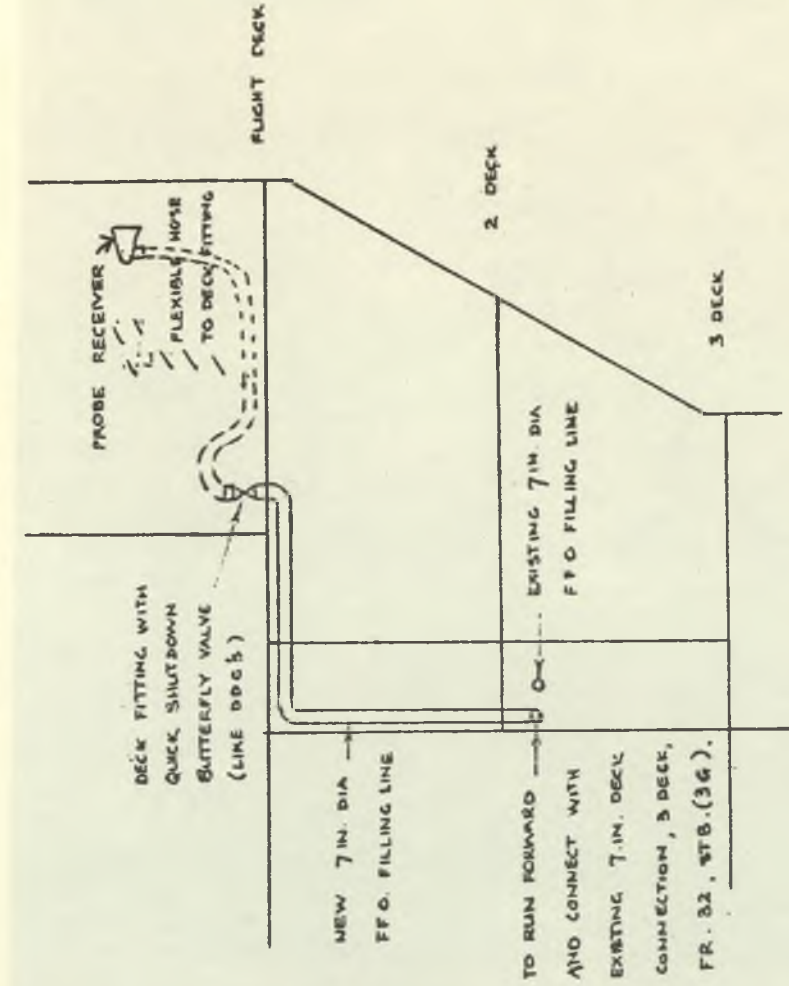 FLIGHT DECK
PROBE RECEIVER
FLEXIBLE HOSE
TO DECK FITTING
DECK FITTING WITH
QUICK SHUTDOWN
BUTTERFLY VALVE
(LIKE DDG'S)
2 DECK
NEW 7 IN. DIA
FFO. FILLING LINE
EXISTING 7 IN. DIA
FFO FILLING LINE
3 DECK
TO RUN FORWARD
AND CONNECT WITH
EXISTING 7.IN. DECK
CONNECTION, 3 DECK,
FR. 32, STB.(3G).